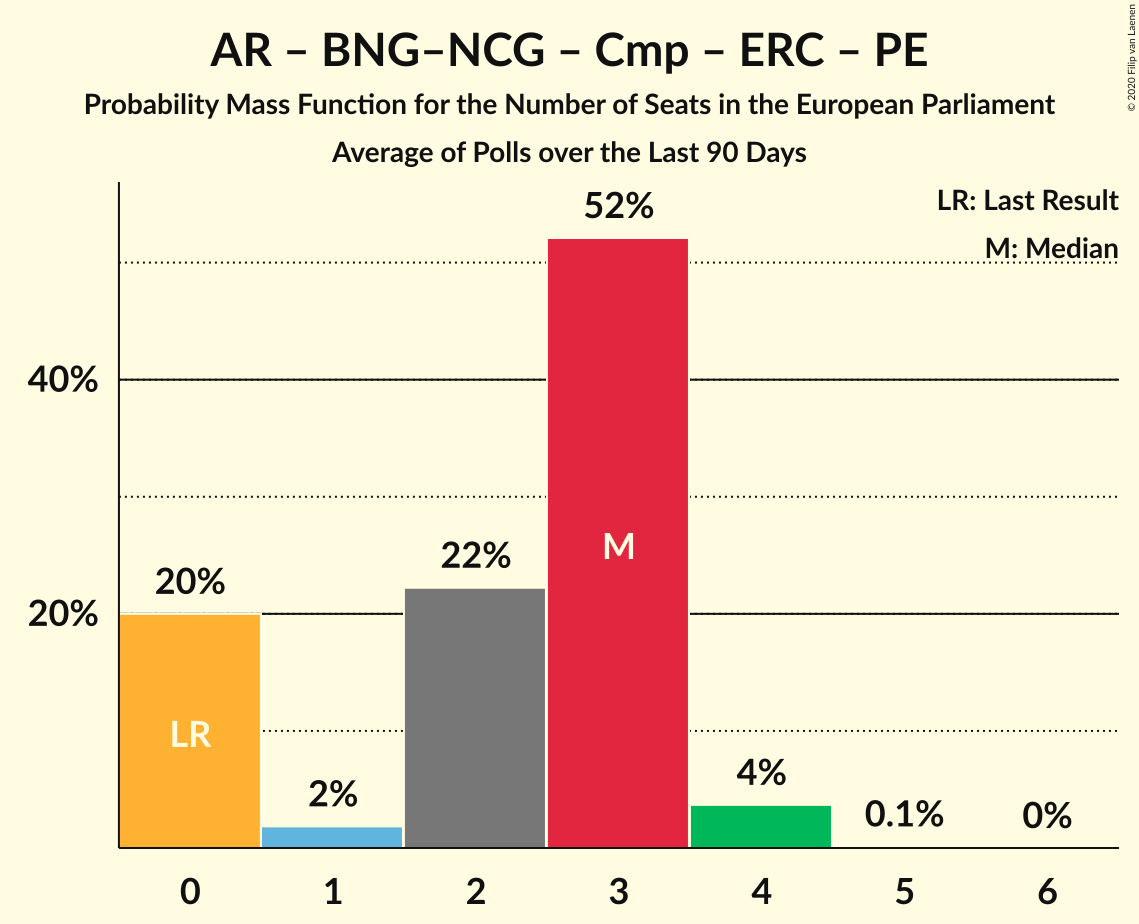 AR – BNG–NCG – Cmp – ERC – PE
Probability Mass Function for the Number of Seats in the European Parliament
Average of Polls over the Last 90 Days
© 2020 Filip van Laenen
LR: Last Result
M: Median
52%
40%
M
22%
20%
20%
LR
2%
4%
0.1%
0%
0 1 2 3 4 5 6